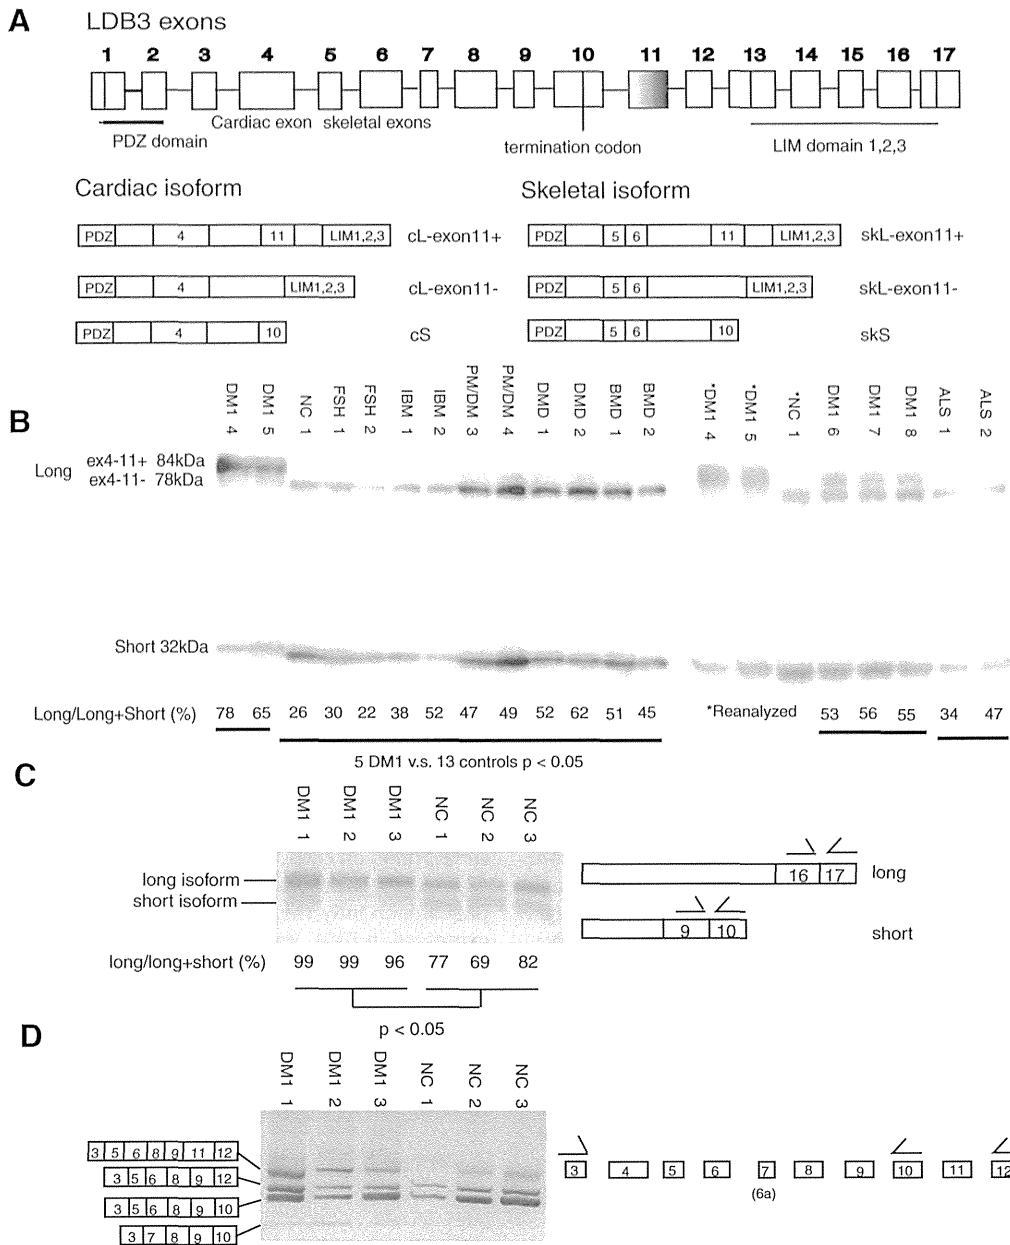 A
LDB3 exons
1 2 3 4 5 6 7 8 9 10 11 12 13 14 15 16 17
Cardiac exon skeletal exons
PDZ domain
termination codon
LIM domain 1,2,3
Cardiac isoform
Skeletal isoform
PDZ 4 11 LIM1,2,3 cL-exon11+
PDZ 5 6 11 LIM1,2,3 skL-exon11+
PDZ 4 LIM1,2,3 cL-exon11-
PDZ 5 6 LIM1,2,3 skL-exon11-
PDZ 4 10 cS
PDZ 5 6 10 skS
B
DM1 4 DM1 5 NC 1 FSH 1 FSH 2 IBM 1 IBM 2 PM/DM 3 PM/DM 4 DMD 1 DMD 2 BMD 1 BMD 2 *DM1 4 *DM1 5 *NC 1 DM1 6 DM1 7 DM1 8 ALS 1 ALS 2
Long
ex4-11+ 84kDa
ex4-11- 78kDa
Short 32kDa
Long/Long+Short (%) 78 65 26 30 22 38 52 47 49 52 62 51 45 *Reanalyzed 53 56 55 34 47
5 DM1 v.s. 13 controls p < 0.05
C
DM1 1 DM1 2 DM1 3 NC 1 NC 2 NC 3
long isoform
short isoform
16 17 long
9 10 short
long/long+short (%) 99 99 96 77 69 82
p < 0.05
D
DM1 1 DM1 2 DM1 3 NC 1 NC 2 NC 3
3 5 6 8 9 11 12
3 5 6 8 9 12
3 5 6 8 9 10
3 7 8 9 10
3 4 5 6 7 8 9 10 11 12
(6a)